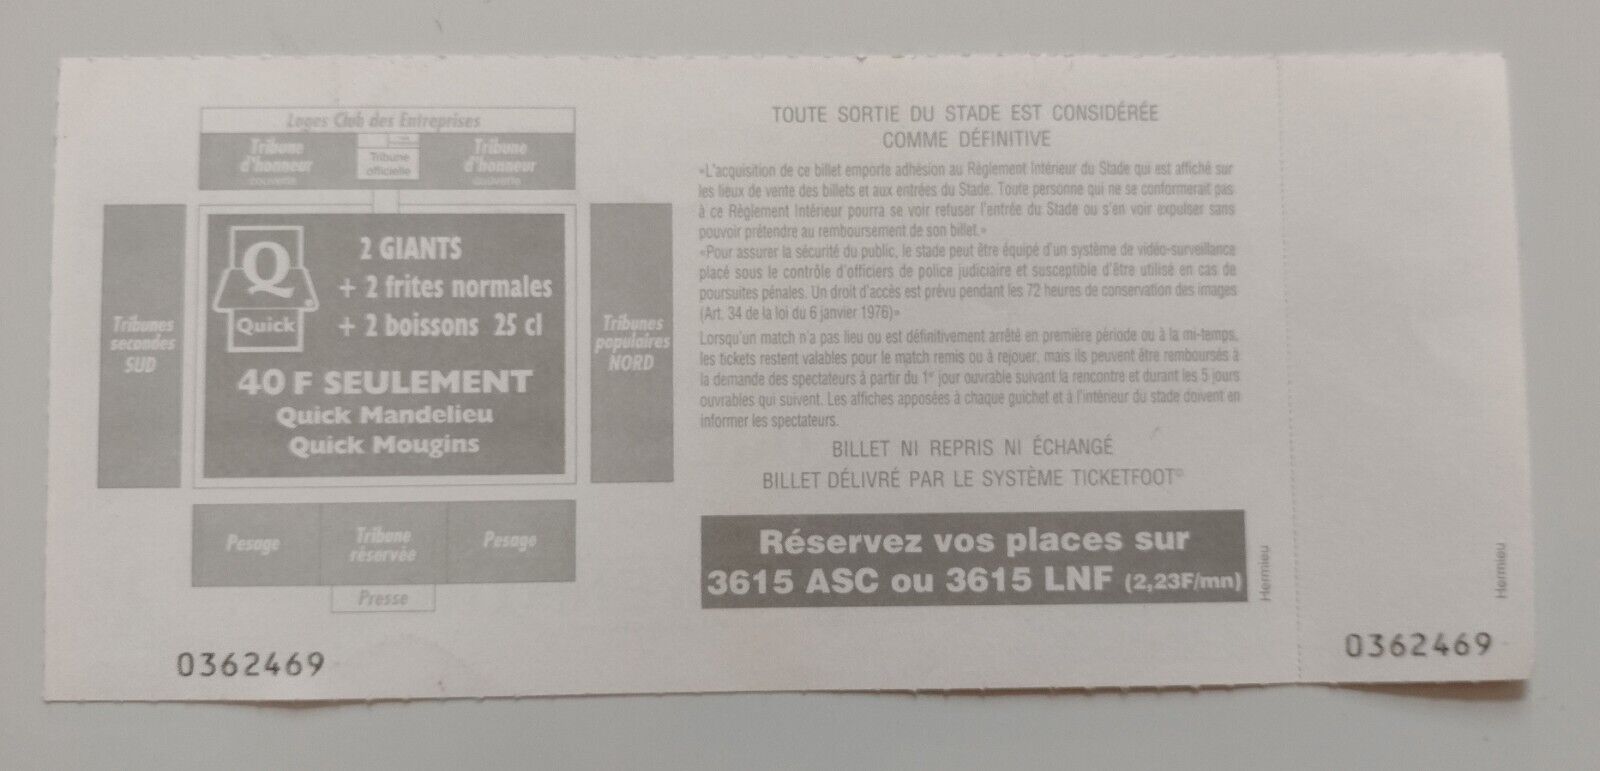 Loges Club des Entreprises
Tribune
d'honneur
couverte
Tribune
officielle
Tribune
d'honneur
couverte
Tribunes
secondes
SUD
Q
Quick
2 GIANTS
+ 2 frites normales
+ 2 boissons 25 cl
40 F SEULEMENT
Quick Mandelieu
Quick Mougins
Tribunes
populaires
NORD
Pesage
Tribune
réservée
Pesage
Presse
0362469
TOUTE SORTIE DU STADE EST CONSIDÉRÉE
COMME DÉFINITIVE
«L'acquisition de ce billet emporte adhésion au Règlement Intérieur du Stade qui est affiché sur
les lieux de vente des billets et aux entrées du Stade. Toute personne qui ne se conformerait pas
à ce Règlement Intérieur pourra se voir refuser l'entrée du Stade ou s'en voir expulser sans
pouvoir prétendre au remboursement de son billet.»
«Pour assurer la sécurité du public, le stade peut être équipé d'un système de vidéo-surveillance
placé sous le contrôle d'officiers de police judiciaire et susceptible d'être utilisé en cas de
poursuites pénales. Un droit d'accès est prévu pendant les 72 heures de conservation des images
(Art. 34 de la loi du 6 janvier 1976)»
Lorsqu'un match n'a pas lieu ou est définitivement arrêté en première période ou à la mi-temps,
les tickets restent valables pour le match remis ou à rejouer, mais ils peuvent être remboursés à
la demande des spectateurs à partir du 1er jour ouvrable suivant la rencontre et durant les 5 jours
ouvrables qui suivent. Les affiches apposées à chaque guichet et à l'intérieur du stade doivent en
informer les spectateurs.
BILLET NI REPRIS NI ÉCHANGÉ
BILLET DÉLIVRÉ PAR LE SYSTÈME TICKETFOOT©
Réservez vos places sur
3615 ASC ou 3615 LNF (2,23F/mn)
Hermieu
Hermieu
0362469